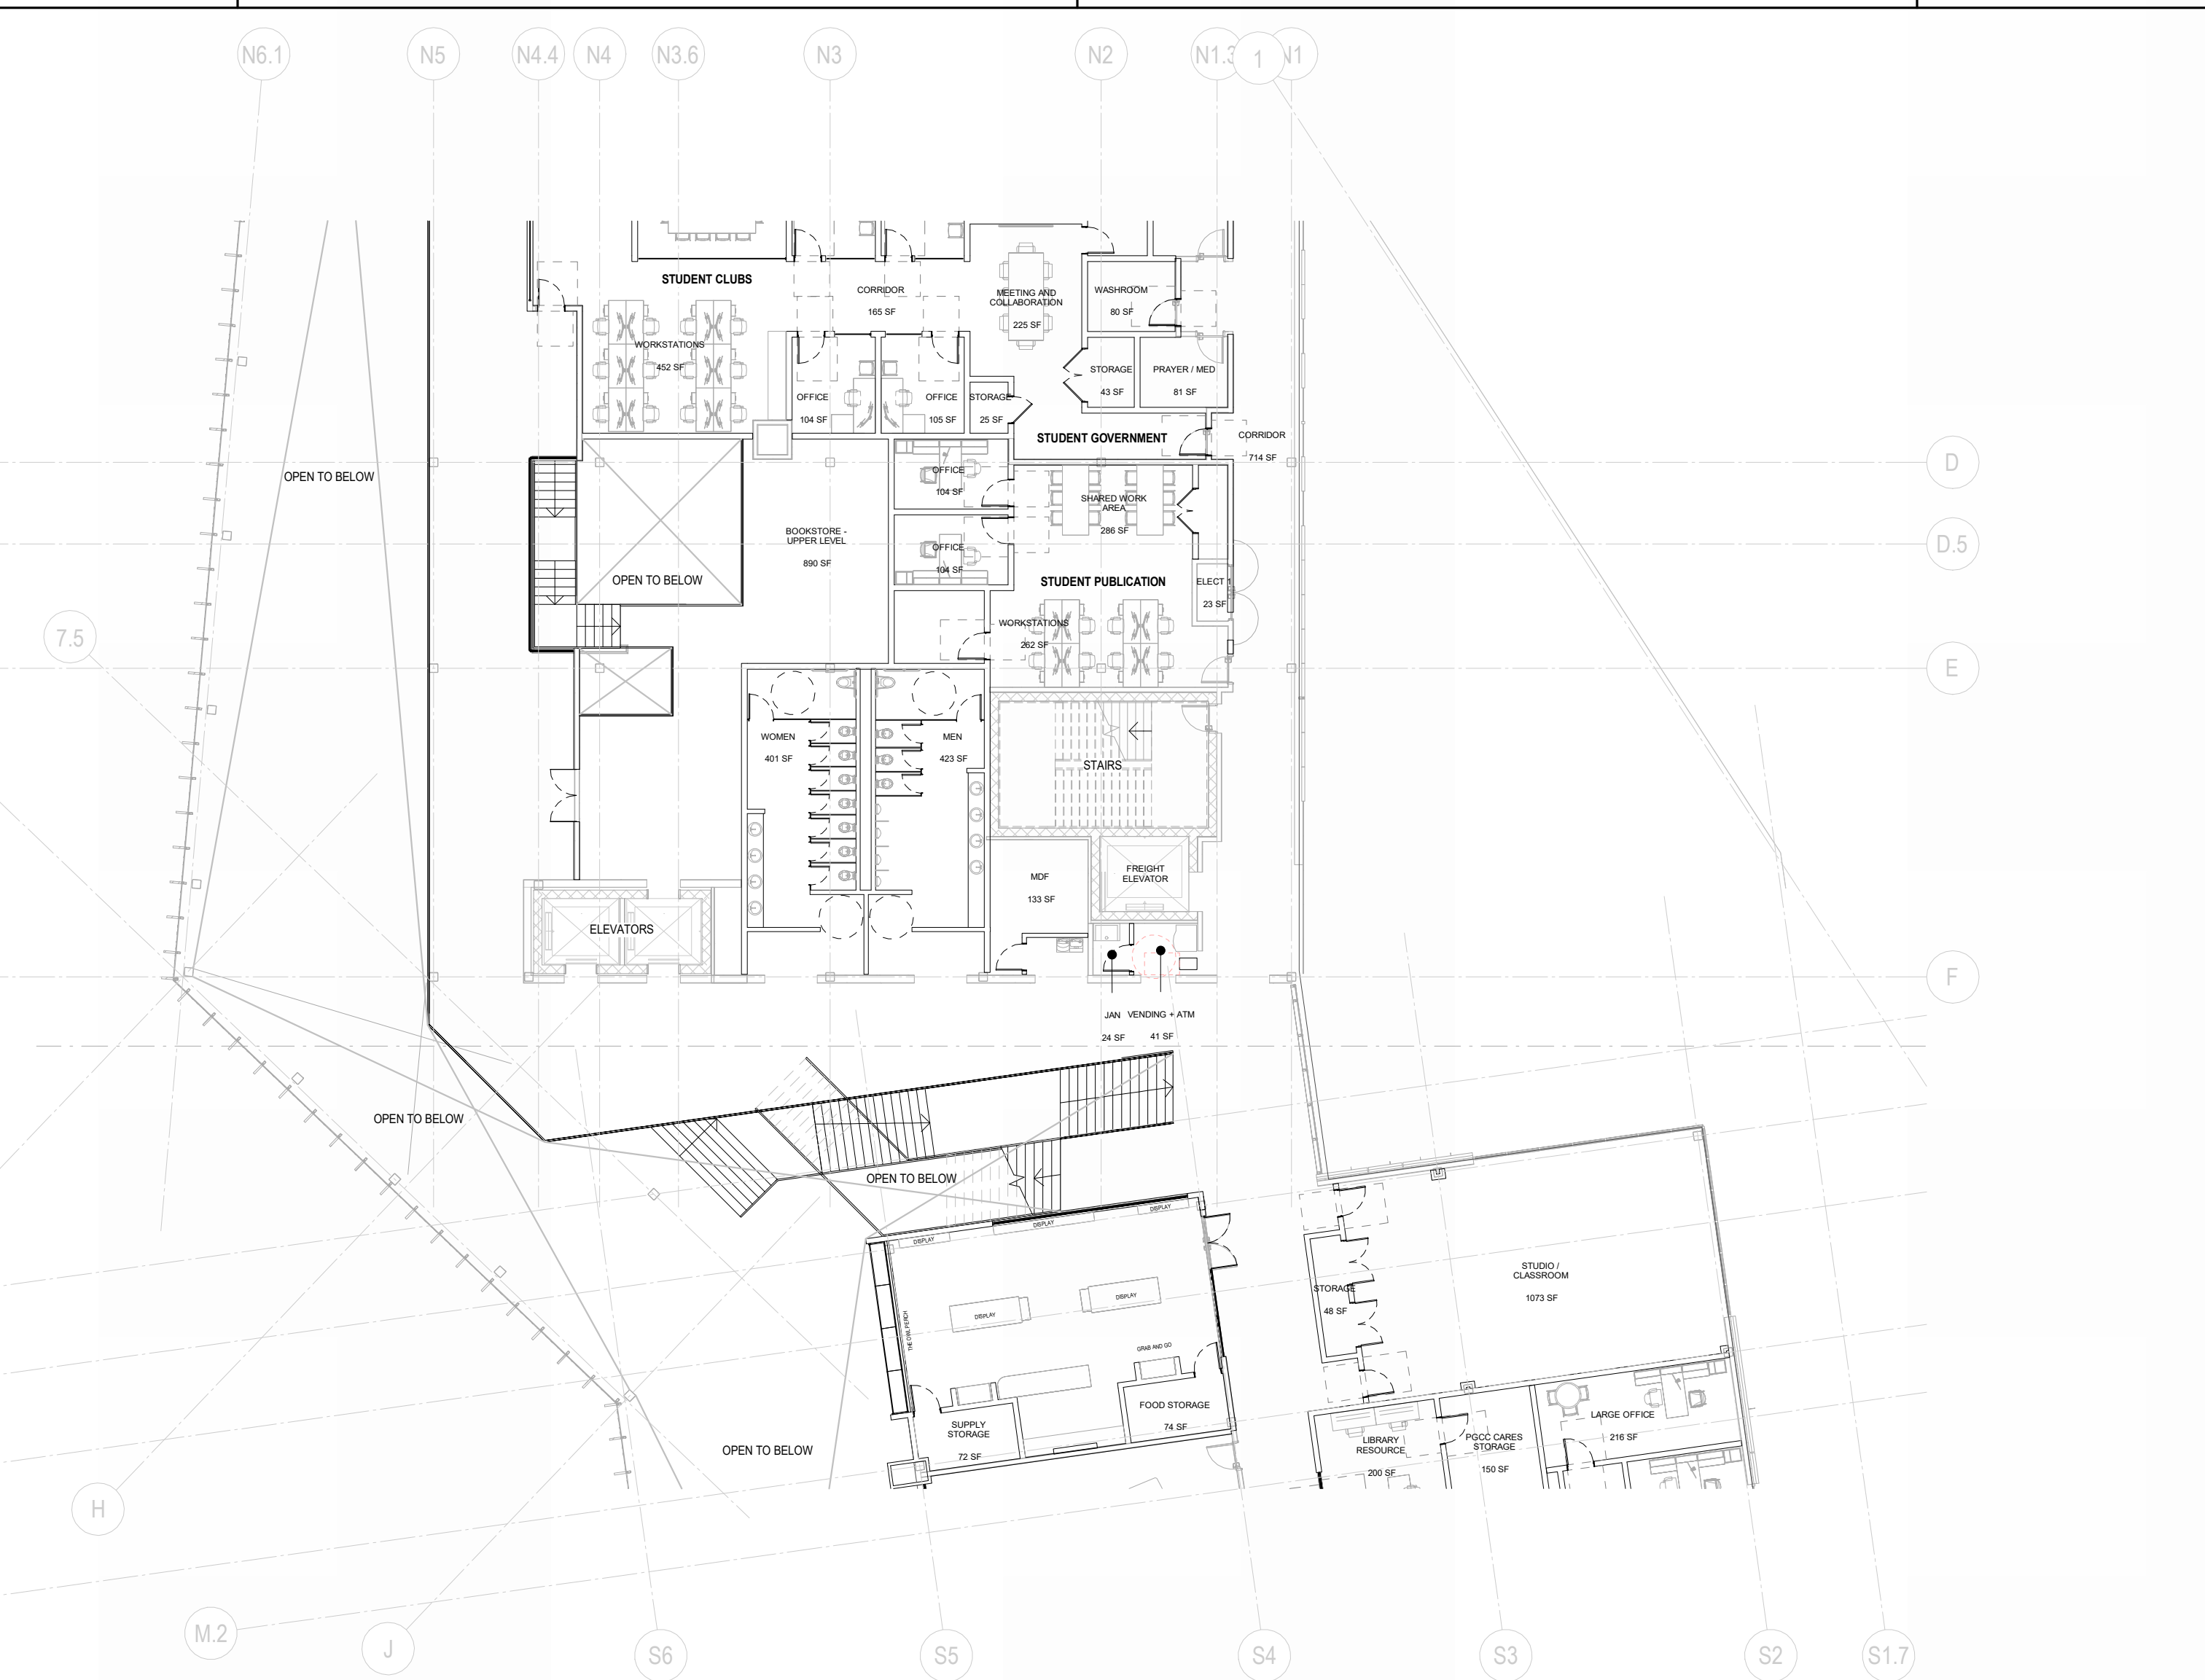 N6.1
N5
N4.4
N4
N3.6
N3
N2
N1.3
1
N1
STUDENT CLUBS
CORRIDOR
165 SF
MEETING AND
COLLABORATION
225 SF
WASHROOM
80 SF
WORKSTATIONS
452 SF
OFFICE
104 SF
OFFICE
105 SF
STORAGE
25 SF
STORAGE
43 SF
PRAYER / MED
81 SF
STUDENT GOVERNMENT
CORRIDOR
714 SF
D
OPEN TO BELOW
OFFICE
104 SF
SHARED WORK
AREA
286 SF
BOOKSTORE -
UPPER LEVEL
890 SF
D.5
OFFICE
104 SF
OPEN TO BELOW
STUDENT PUBLICATION
ELECT 1
23 SF
7.5
WORKSTATIONS
262 SF
E
WOMEN
401 SF
MEN
423 SF
STAIRS
MDF
133 SF
FREIGHT
ELEVATOR
ELEVATORS
F
JAN
24 SF
VENDING + ATM
41 SF
OPEN TO BELOW
OPEN TO BELOW
DISPLAY
DISPLAY
DISPLAY
DISPLAY
DISPLAY
THE OWL PERCH
GRAB AND GO
STORAGE
48 SF
STUDIO /
CLASSROOM
1073 SF
SUPPLY
STORAGE
72 SF
FOOD STORAGE
74 SF
OPEN TO BELOW
LIBRARY
RESOURCE
200 SF
PGCC CARES
STORAGE
150 SF
LARGE OFFICE
216 SF
H
M.2
J
S6
S5
S4
S3
S2
S1.7